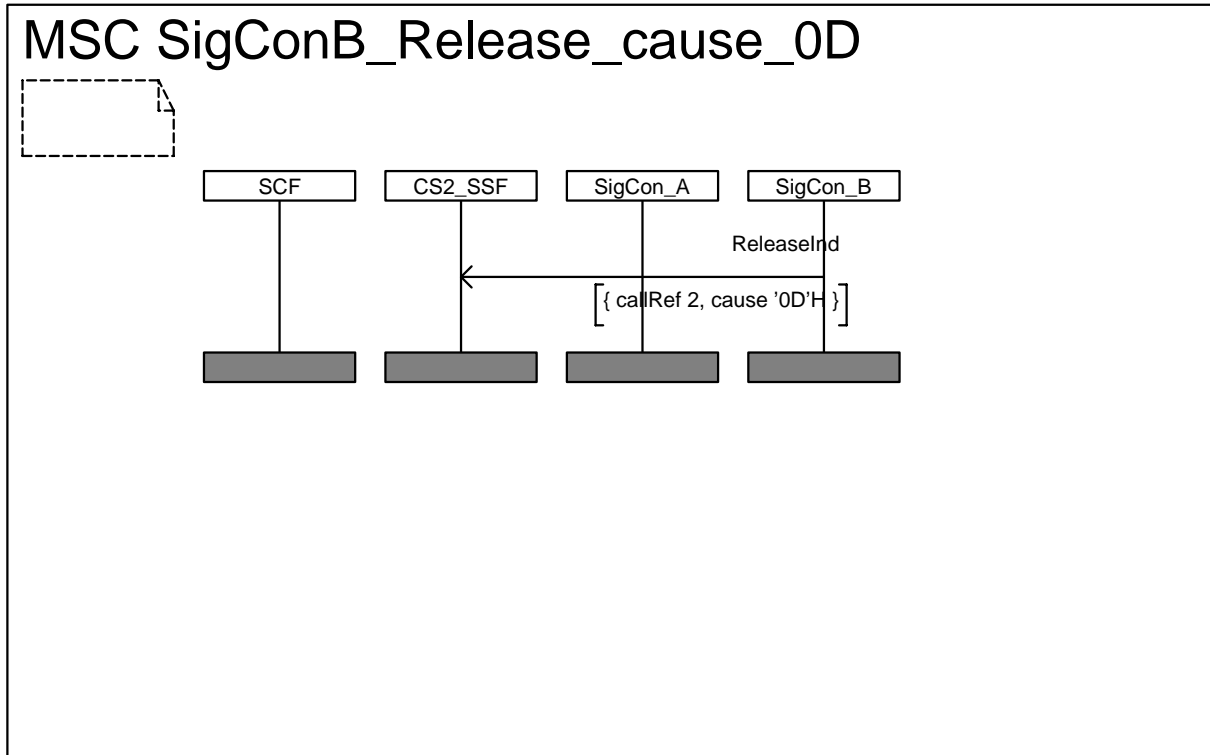 MSC SigConB_Release_cause_0D
SCF CS2_SSF SigCon_A SigCon_B
ReleaseInd
{ callRef 2, cause '0D'H }